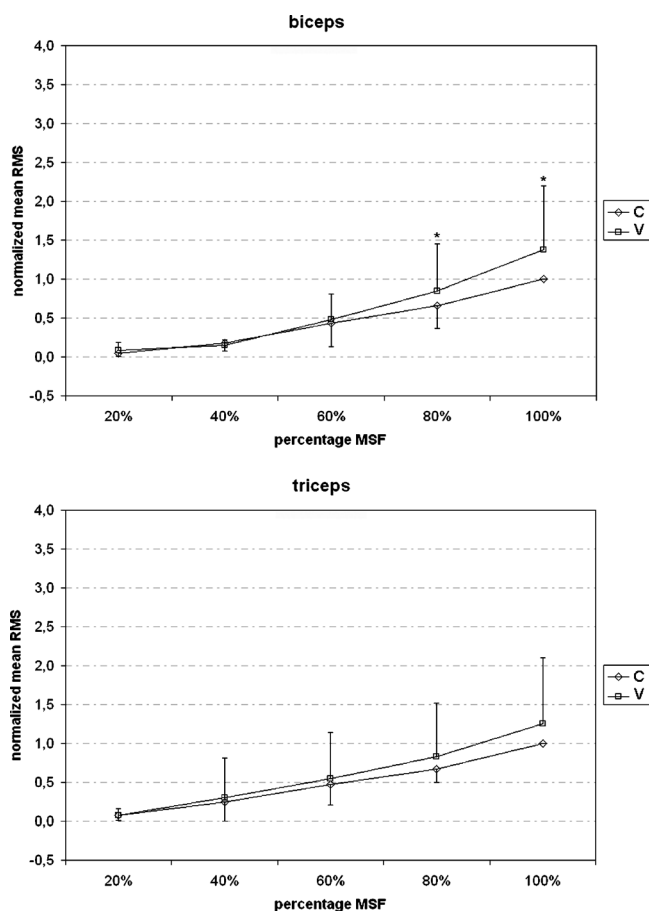 biceps
4,0
3,5
3,0
2,5
2,0
1,5
1,0
0,5
0,0
-0,5
normalized mean RMS
*
*
C
V
20% 40% 60% 80% 100%
percentage MSF
triceps
4,0
3,5
3,0
2,5
2,0
1,5
1,0
0,5
0,0
-0,5
normalized mean RMS
C
V
20% 40% 60% 80% 100%
percentage MSF